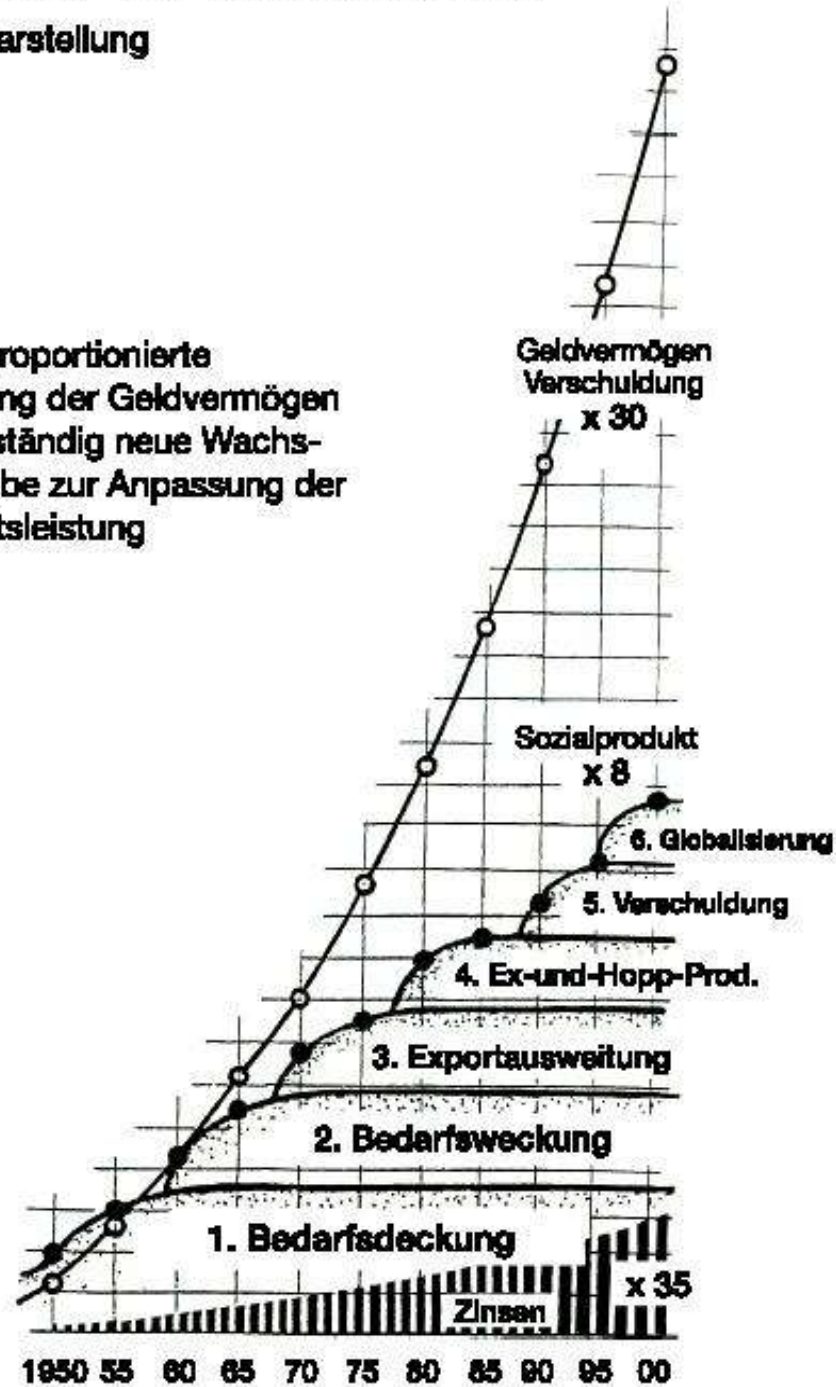 arstellung
roportionierte
ng der Geldvermögen
ständig neue Wachs-
be zur Anpassung der
tsleistung
Geldvermögen
Verschuldung
x 30
Sozialprodukt
x 8
6. Globalisierung
5. Verschuldung
4. Ex-und-Hopp-Prod.
3. Exportausweitung
2. Bedarfsweckung
1. Bedarfsdeckung
x 35
Zinsen
1950 55 60 65 70 75 80 85 90 95 00